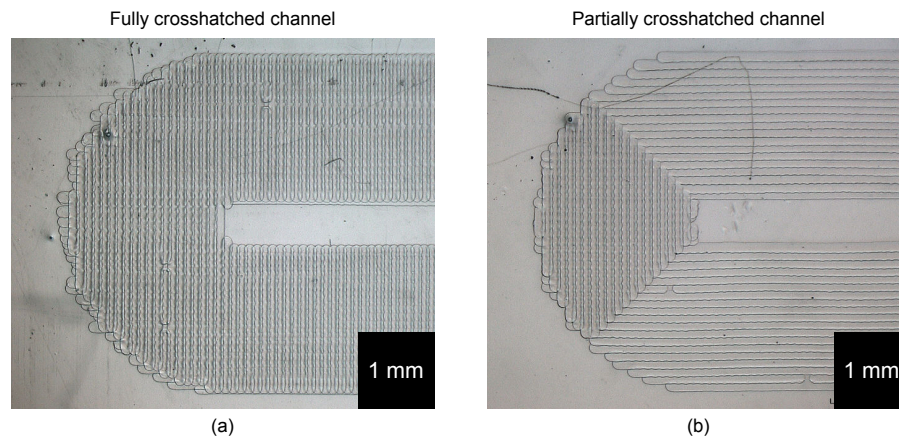 Fully crosshatched channel
Partially crosshatched channel
1 mm
1 mm
(a)
(b)